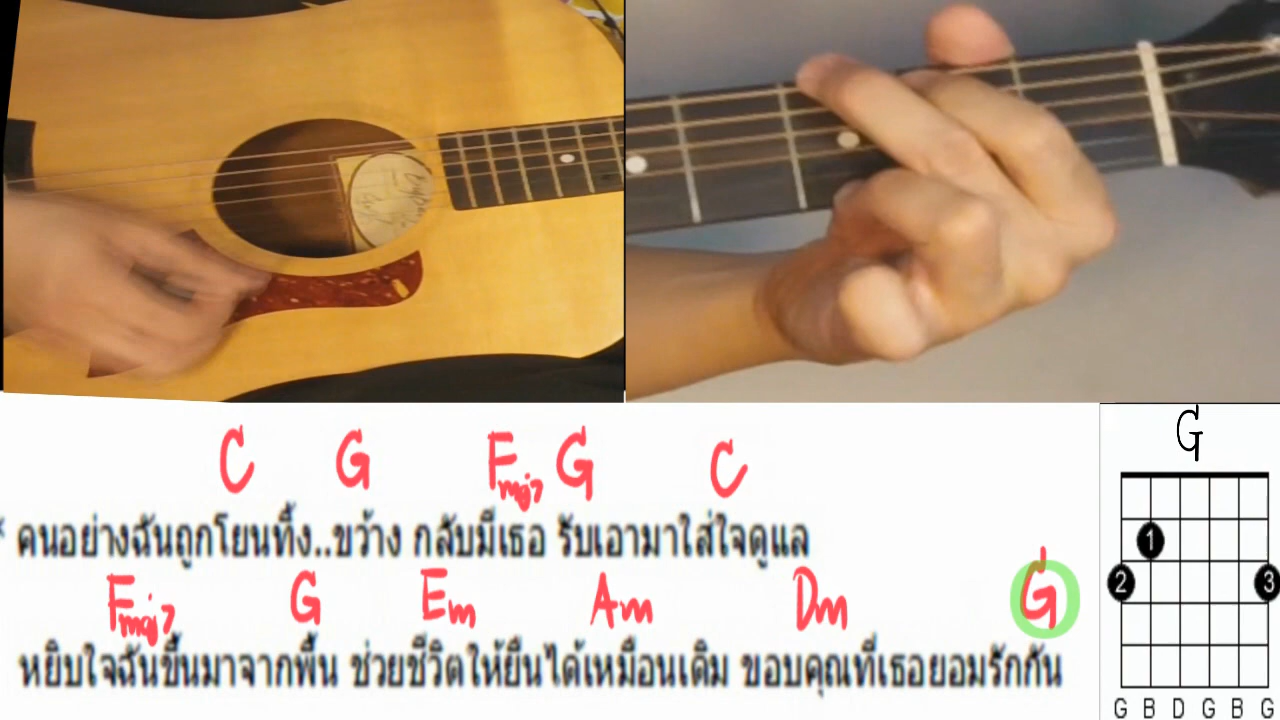 C G Fmaj7 G C
* คนอย่างฉันถูกโยนทิ้ง..ขว้าง กลับมีเธอ รับเอามาใส่ใจดูแล
Fmaj7 G Em Am Dm G
หยิบใจฉันขึ้นมาจากพื้น ช่วยชีวิตให้ยืนได้เหมือนเดิม ขอบคุณที่เธอยอมรักกัน
G
1
2 3
G B D G B G